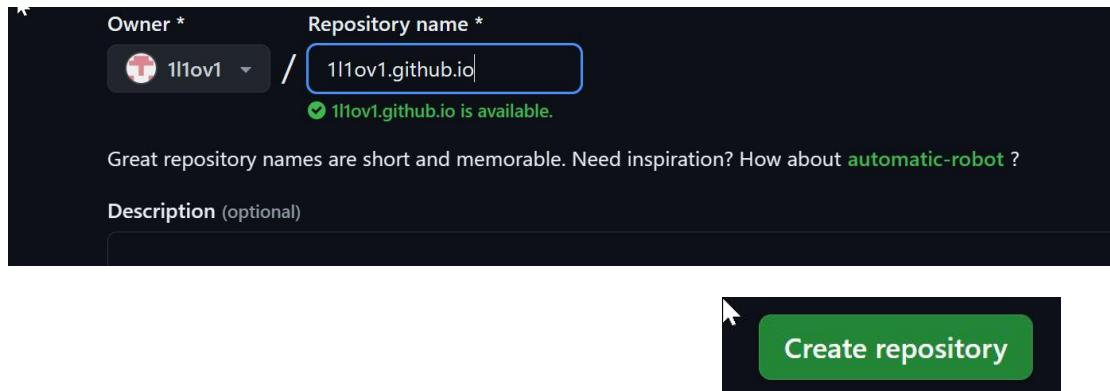 Owner * Repository name *
1l1ov1 / 1l1ov1.github.io
1l1ov1.github.io is available.
Great repository names are short and memorable. Need inspiration? How about automatic-robot ?
Description (optional)
Create repository